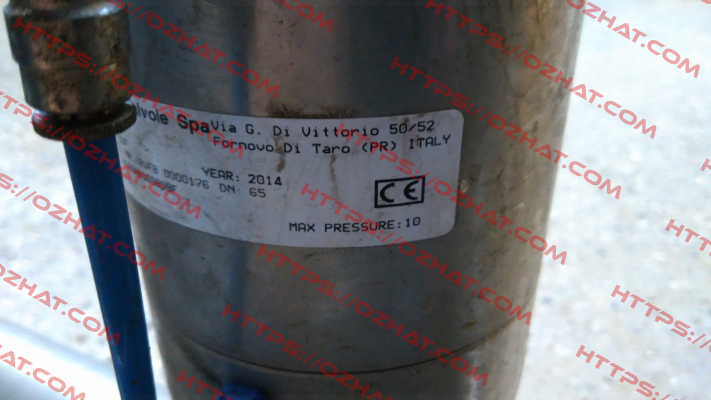 Spa Via G. Di Vittorio 50/52
Fornovo Di Taro (PR) ITALY
YEAR: 2014
0000176 DN: 65
CE
MAX PRESSURE:10
HTTPS://OZHAT.COM